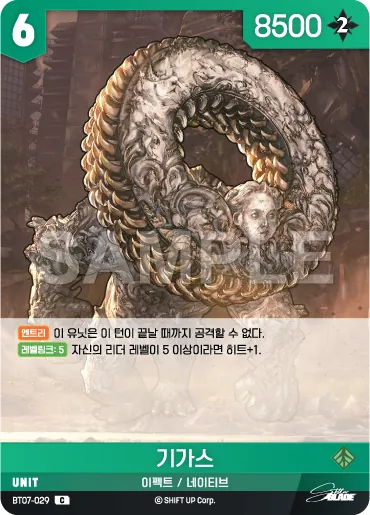 6
8500 2
SAMPLE
엔트리 이 유닛은 이 턴이 끝날 때까지 공격할 수 없다.
레벨링크: 5 자신의 리더 레벨이 5 이상이라면 히트+1.
기가스
UNIT
이펙트 / 네이티브
BT07-029 C
© SHIFT UP Corp.
Stellar BLADE